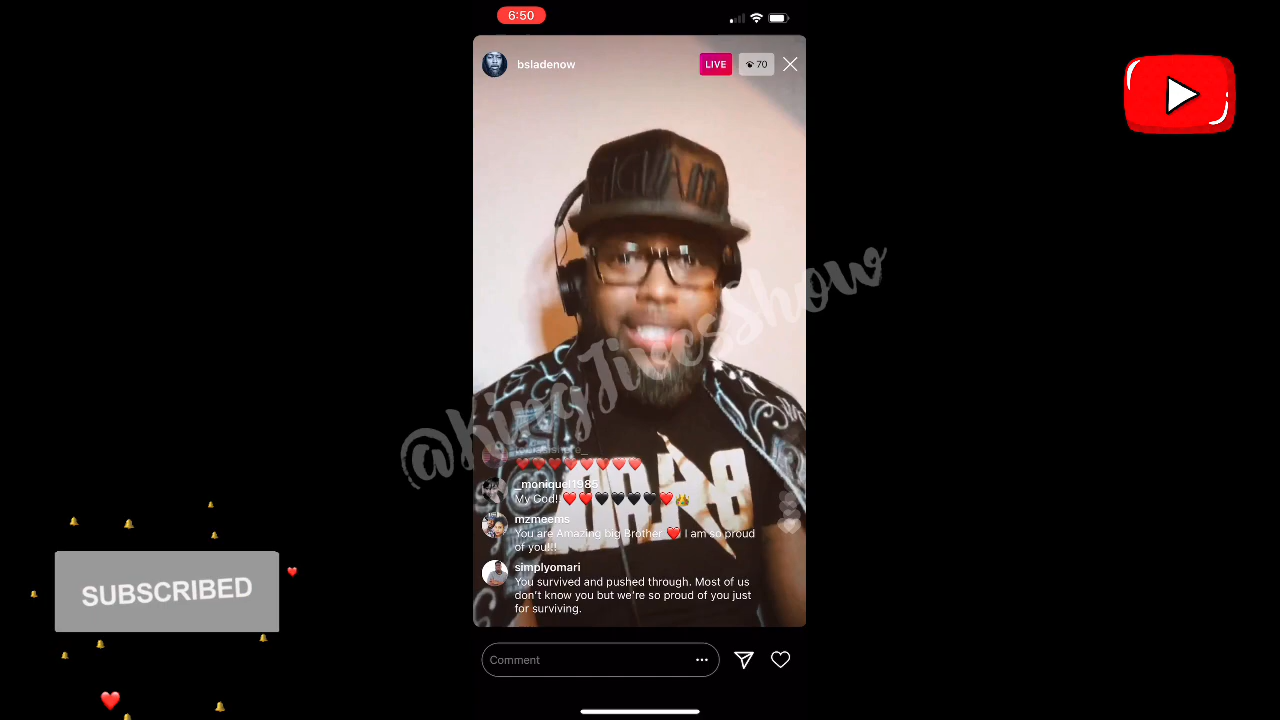 6:50
bsladenow
LIVE
70
@KingJivesShow
_moniquel1985
My God!! ❤️❤️🖤🖤🖤🖤❤️👑
mzmeems
You are Amazing big Brother ❤️ I am so proud
of you!!!
simplyomari
You survived and pushed through. Most of us
don't know you but we're so proud of you just
for surviving.
Comment
SUBSCRIBED